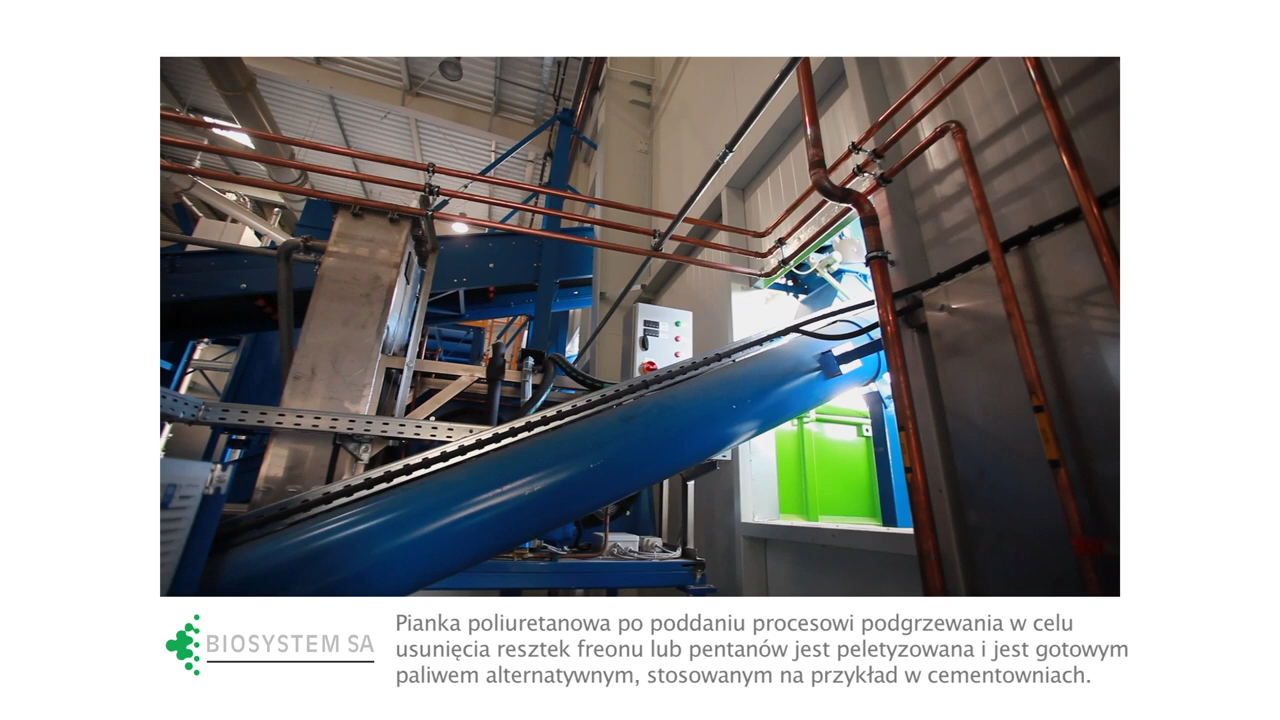 BIOSYSTEM SA
Pianka poliuretanowa po poddaniu procesowi podgrzewania w celu
usunięcia resztek freonu lub pentanów jest peletyzowana i jest gotowym
paliwem alternatywnym, stosowanym na przykład w cementowniach.